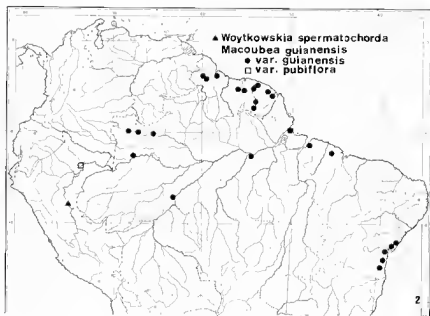 ▲ Woytkowskia spermatochorda
Macoubea guianensis
● var. guianensis
□ var. pubiflora
2